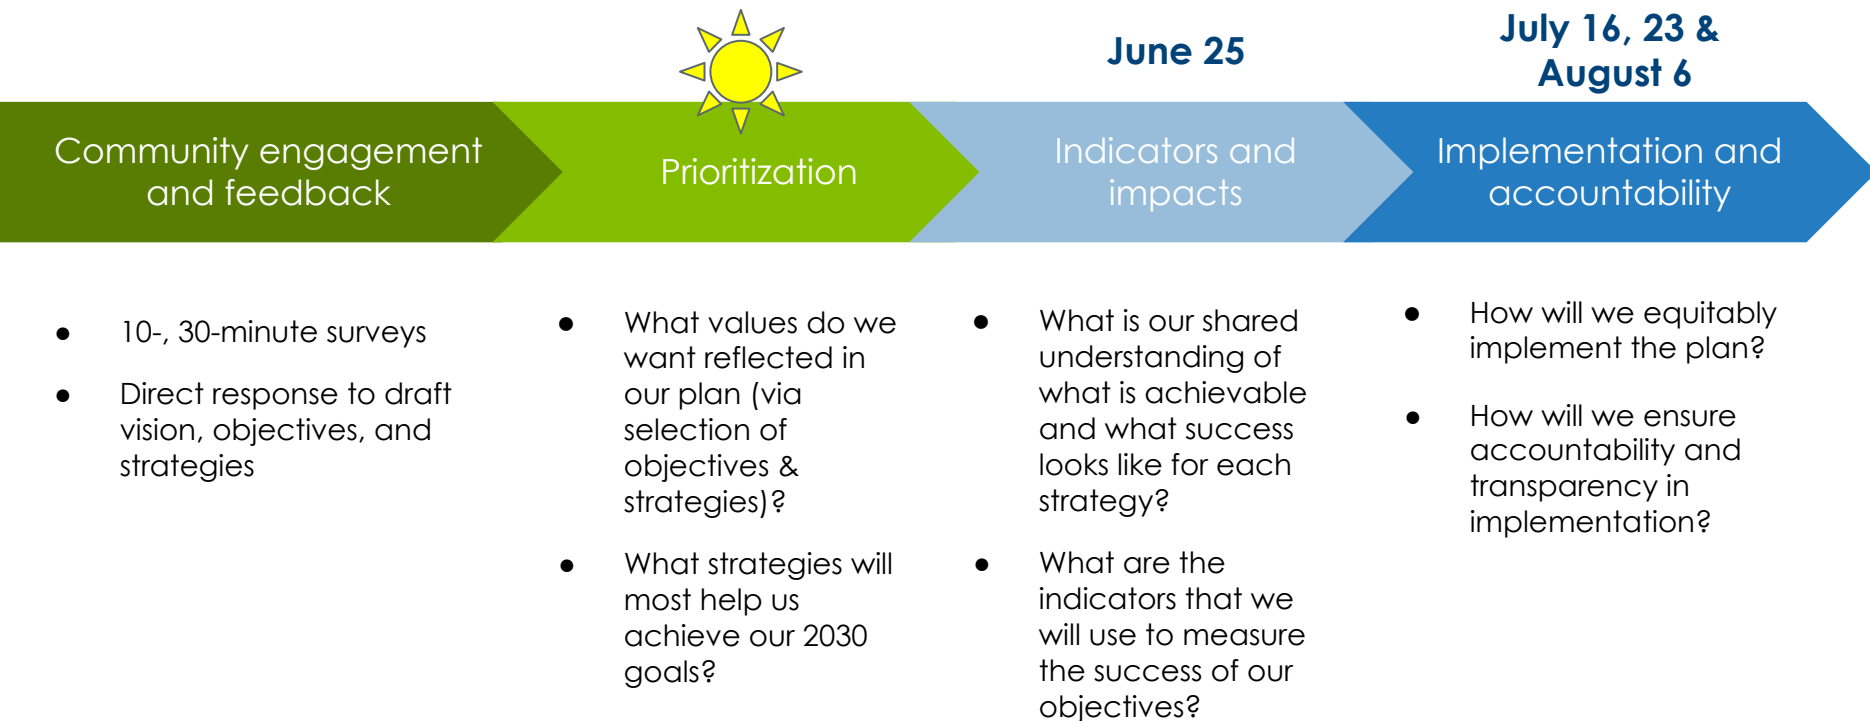 June 25
July 16, 23 &
August 6
Community engagement
and feedback
Prioritization
Indicators and
impacts
Implementation and
accountability
● 10-, 30-minute surveys
● Direct response to draft
vision, objectives, and
strategies
● What values do we
want reflected in
our plan (via
selection of
objectives &
strategies)?
● What strategies will
most help us
achieve our 2030
goals?
● What is our shared
understanding of
what is achievable
and what success
looks like for each
strategy?
● What are the
indicators that we
will use to measure
the success of our
objectives?
● How will we equitably
implement the plan?
● How will we ensure
accountability and
transparency in
implementation?